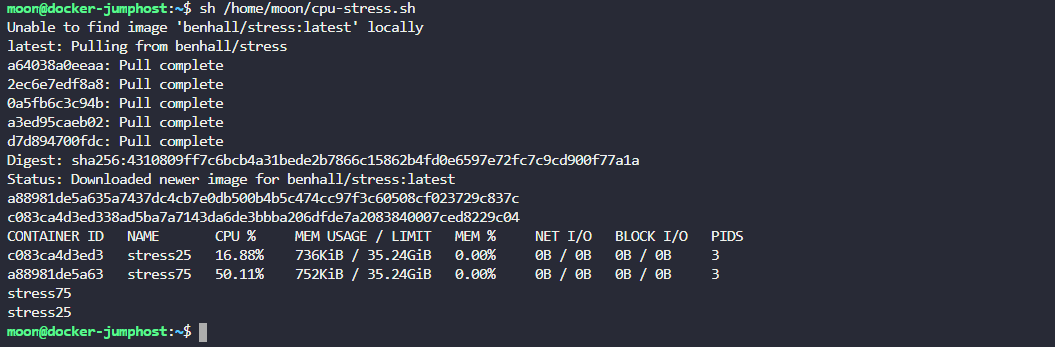 moon@docker-jumphost:~$ sh /home/moon/cpu-stress.sh
Unable to find image 'benhall/stress:latest' locally
latest: Pulling from benhall/stress
a64038a0eeaa: Pull complete
2ec6e7edf8a8: Pull complete
0a5fb6c3c94b: Pull complete
a3ed95caeb02: Pull complete
d7d894700fdc: Pull complete
Digest: sha256:4310809ff7c6bcb4a31bede2b7866c15862b4fd0e6597e72fc7c9cd900f77a1a
Status: Downloaded newer image for benhall/stress:latest
a88981de5a635a7437dc4cb7e0db500b4b5c474cc97f3c60508cf023729c837c
c083ca4d3ed338ad5ba7a7143da6de3bbba206dfde7a2083840007ced8229c04
CONTAINER ID   NAME       CPU %     MEM USAGE / LIMIT   MEM %     NET I/O   BLOCK I/O   PIDS
c083ca4d3ed3   stress25   16.88%    736KiB / 35.24GiB   0.00%     0B / 0B   0B / 0B     3
a88981de5a63   stress75   50.11%    752KiB / 35.24GiB   0.00%     0B / 0B   0B / 0B     3
stress75
stress25
moon@docker-jumphost:~$